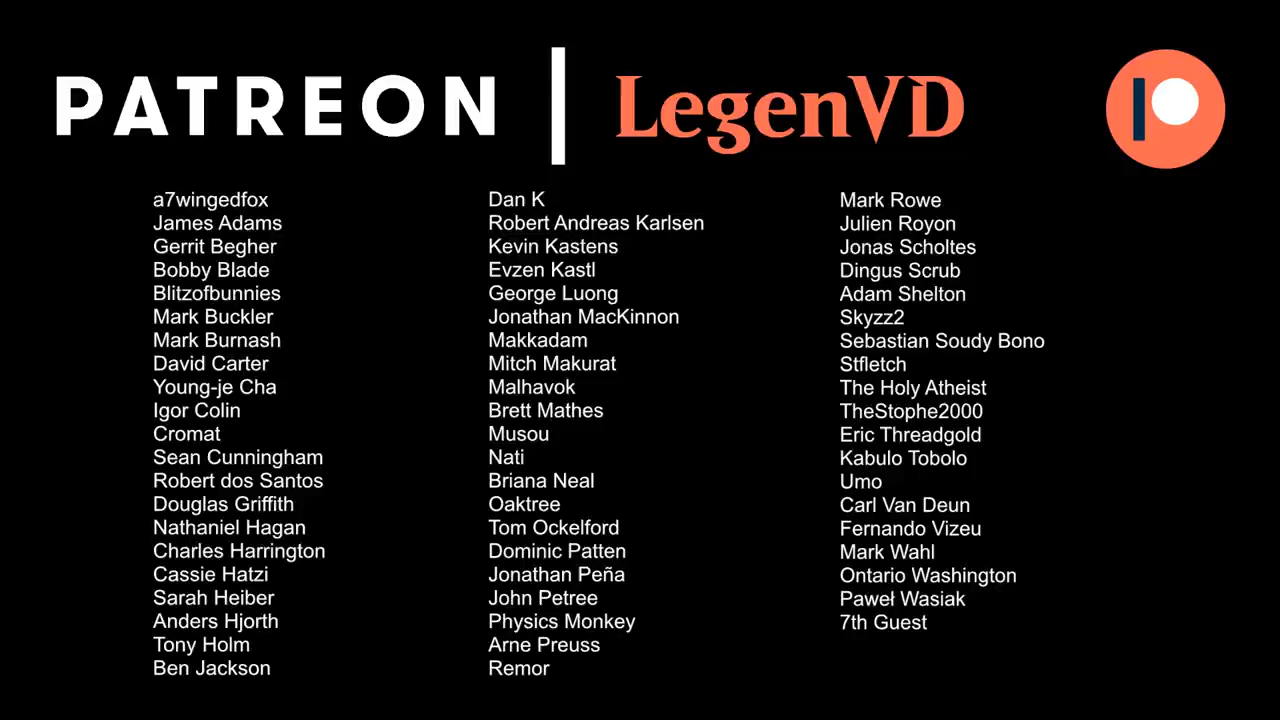 PATREON | LegenVD
a7wingedfox
James Adams
Gerrit Begher
Bobby Blade
Blitzofbunnies
Mark Buckler
Mark Burnash
David Carter
Young-je Cha
Igor Colin
Cromat
Sean Cunningham
Robert dos Santos
Douglas Griffith
Nathaniel Hagan
Charles Harrington
Cassie Hatzi
Sarah Heiber
Anders Hjorth
Tony Holm
Ben Jackson
Dan K
Robert Andreas Karlsen
Kevin Kastens
Evzen Kastl
George Luong
Jonathan MacKinnon
Makkadam
Mitch Makurat
Malhavok
Brett Mathes
Musou
Nati
Briana Neal
Oaktree
Tom Ockelford
Dominic Patten
Jonathan Peña
John Petree
Physics Monkey
Arne Preuss
Remor
Mark Rowe
Julien Royon
Jonas Scholtes
Dingus Scrub
Adam Shelton
Skyzz2
Sebastian Soudy Bono
Stfletch
The Holy Atheist
TheStophe2000
Eric Threadgold
Kabulo Tobolo
Umo
Carl Van Deun
Fernando Vizeu
Mark Wahl
Ontario Washington
Paweł Wasiak
7th Guest